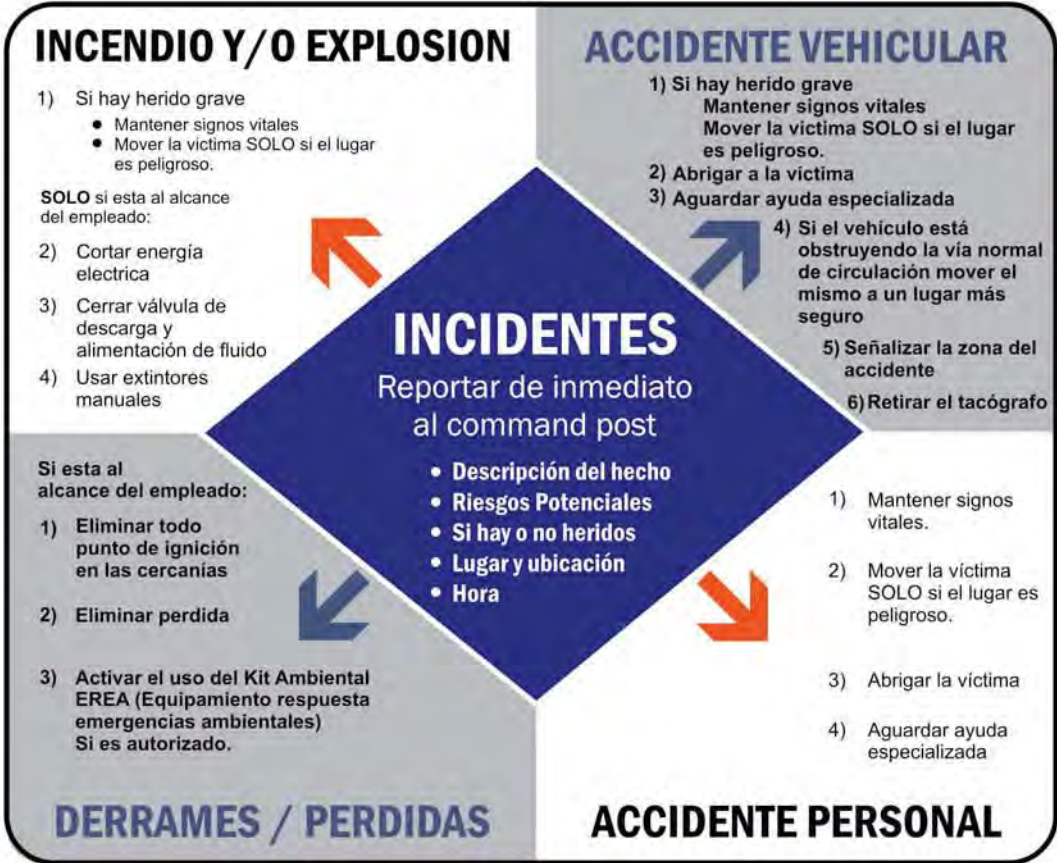 INCENDIO Y/O EXPLOSION
1) Si hay herido grave
• Mantener signos vitales
• Mover la victima SOLO si el lugar
es peligroso.
SOLO si esta al alcance
del empleado:
2) Cortar energía
electrica
3) Cerrar válvula de
descarga y
alimentación de fluido
4) Usar extintores
manuales
ACCIDENTE VEHICULAR
1) Si hay herido grave
Mantener signos vitales
Mover la victima SOLO si el lugar
es peligroso.
2) Abrigar a la víctima
3) Aguardar ayuda especializada
4) Si el vehículo está
obstruyendo la vía normal
de circulación mover el
mismo a un lugar más
seguro
5) Señalizar la zona del
accidente
6) Retirar el tacógrafo
INCIDENTES
Reportar de inmediato
al command post
• Descripción del hecho
• Riesgos Potenciales
• Si hay o no heridos
• Lugar y ubicación
• Hora
Si esta al
alcance del empleado:
1) Eliminar todo
punto de ignición
en las cercanías
2) Eliminar perdida
3) Activar el uso del Kit Ambiental
EREA (Equipamiento respuesta
emergencias ambientales)
Si es autorizado.
DERRAMES / PERDIDAS
1) Mantener signos
vitales.
2) Mover la víctima
SOLO si el lugar es
peligroso.
3) Abrigar la víctima
4) Aguardar ayuda
especializada
ACCIDENTE PERSONAL